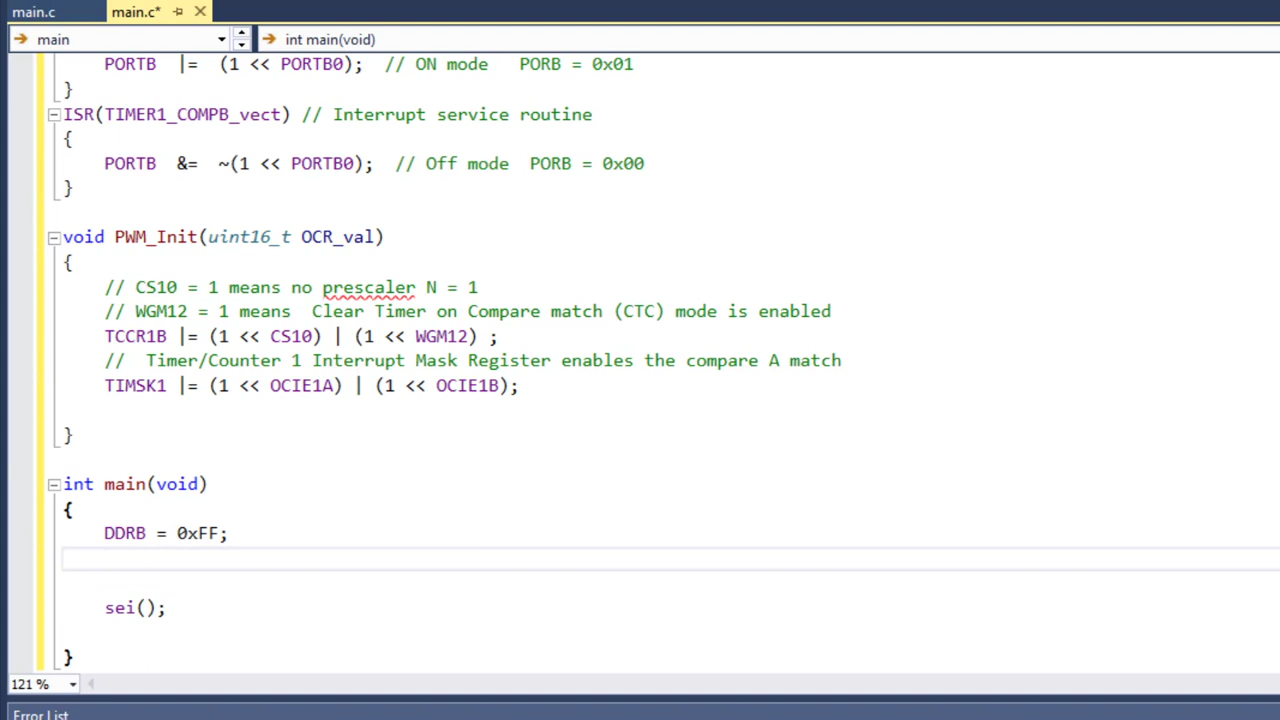 main.c main.c*
main int main(void)
PORTB |= (1 << PORTB0); // ON mode PORB = 0x01
}
ISR(TIMER1_COMPB_vect) // Interrupt service routine
{
PORTB &= ~(1 << PORTB0); // Off mode PORB = 0x00
}
void PWM_Init(uint16_t OCR_val)
{
// CS10 = 1 means no prescaler N = 1
// WGM12 = 1 means Clear Timer on Compare match (CTC) mode is enabled
TCCR1B |= (1 << CS10) | (1 << WGM12) ;
// Timer/Counter 1 Interrupt Mask Register enables the compare A match
TIMSK1 |= (1 << OCIE1A) | (1 << OCIE1B);
}
int main(void)
{
DDRB = 0xFF;
sei();
}
121 %
Error List